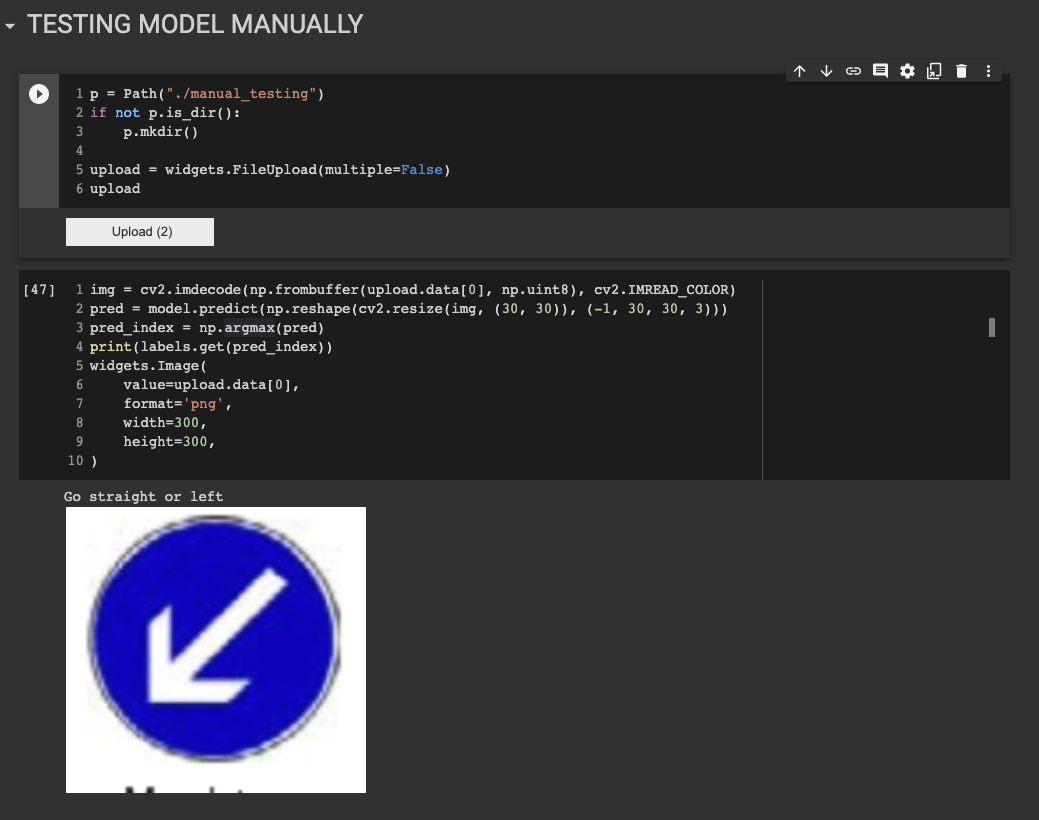 TESTING MODEL MANUALLY
1 p = Path("./manual_testing")
2 if not p.is_dir():
3     p.mkdir()
4
5 upload = widgets.FileUpload(multiple=False)
6 upload
Upload (2)
[47] 1 img = cv2.imdecode(np.frombuffer(upload.data[0], np.uint8), cv2.IMREAD_COLOR)
2 pred = model.predict(np.reshape(cv2.resize(img, (30, 30)), (-1, 30, 30, 3)))
3 pred_index = np.argmax(pred)
4 print(labels.get(pred_index))
5 widgets.Image(
6     value=upload.data[0],
7     format='png',
8     width=300,
9     height=300,
10 )
Go straight or left